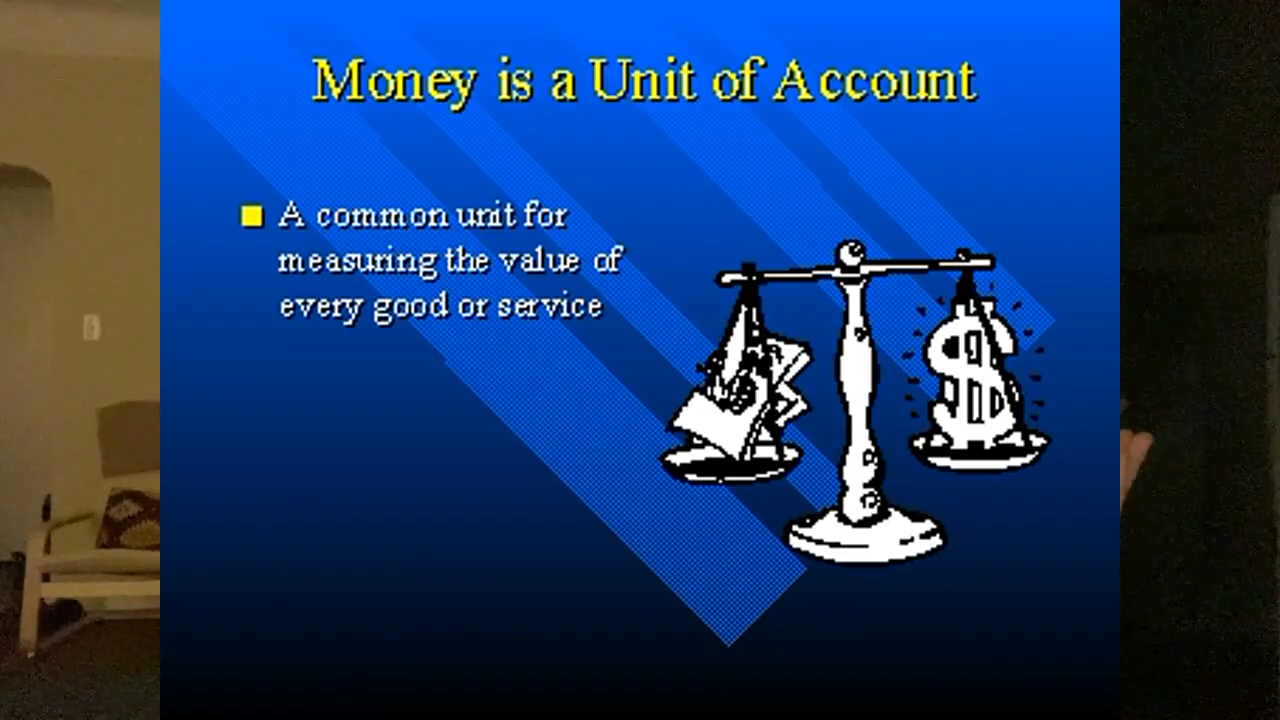 Money is a Unit of Account
A common unit for
measuring the value of
every good or service
$